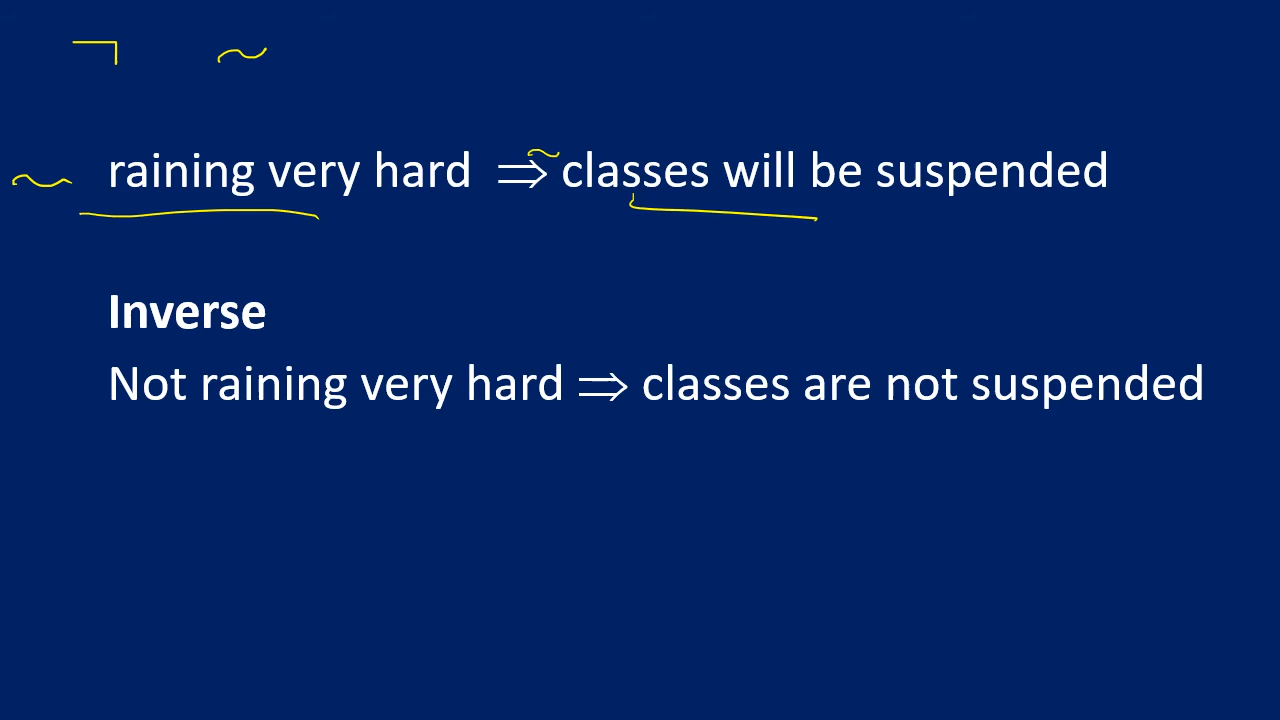 ¬ ~
~ raining very hard ⇒ ~ classes will be suspended
Inverse
Not raining very hard ⇒ classes are not suspended